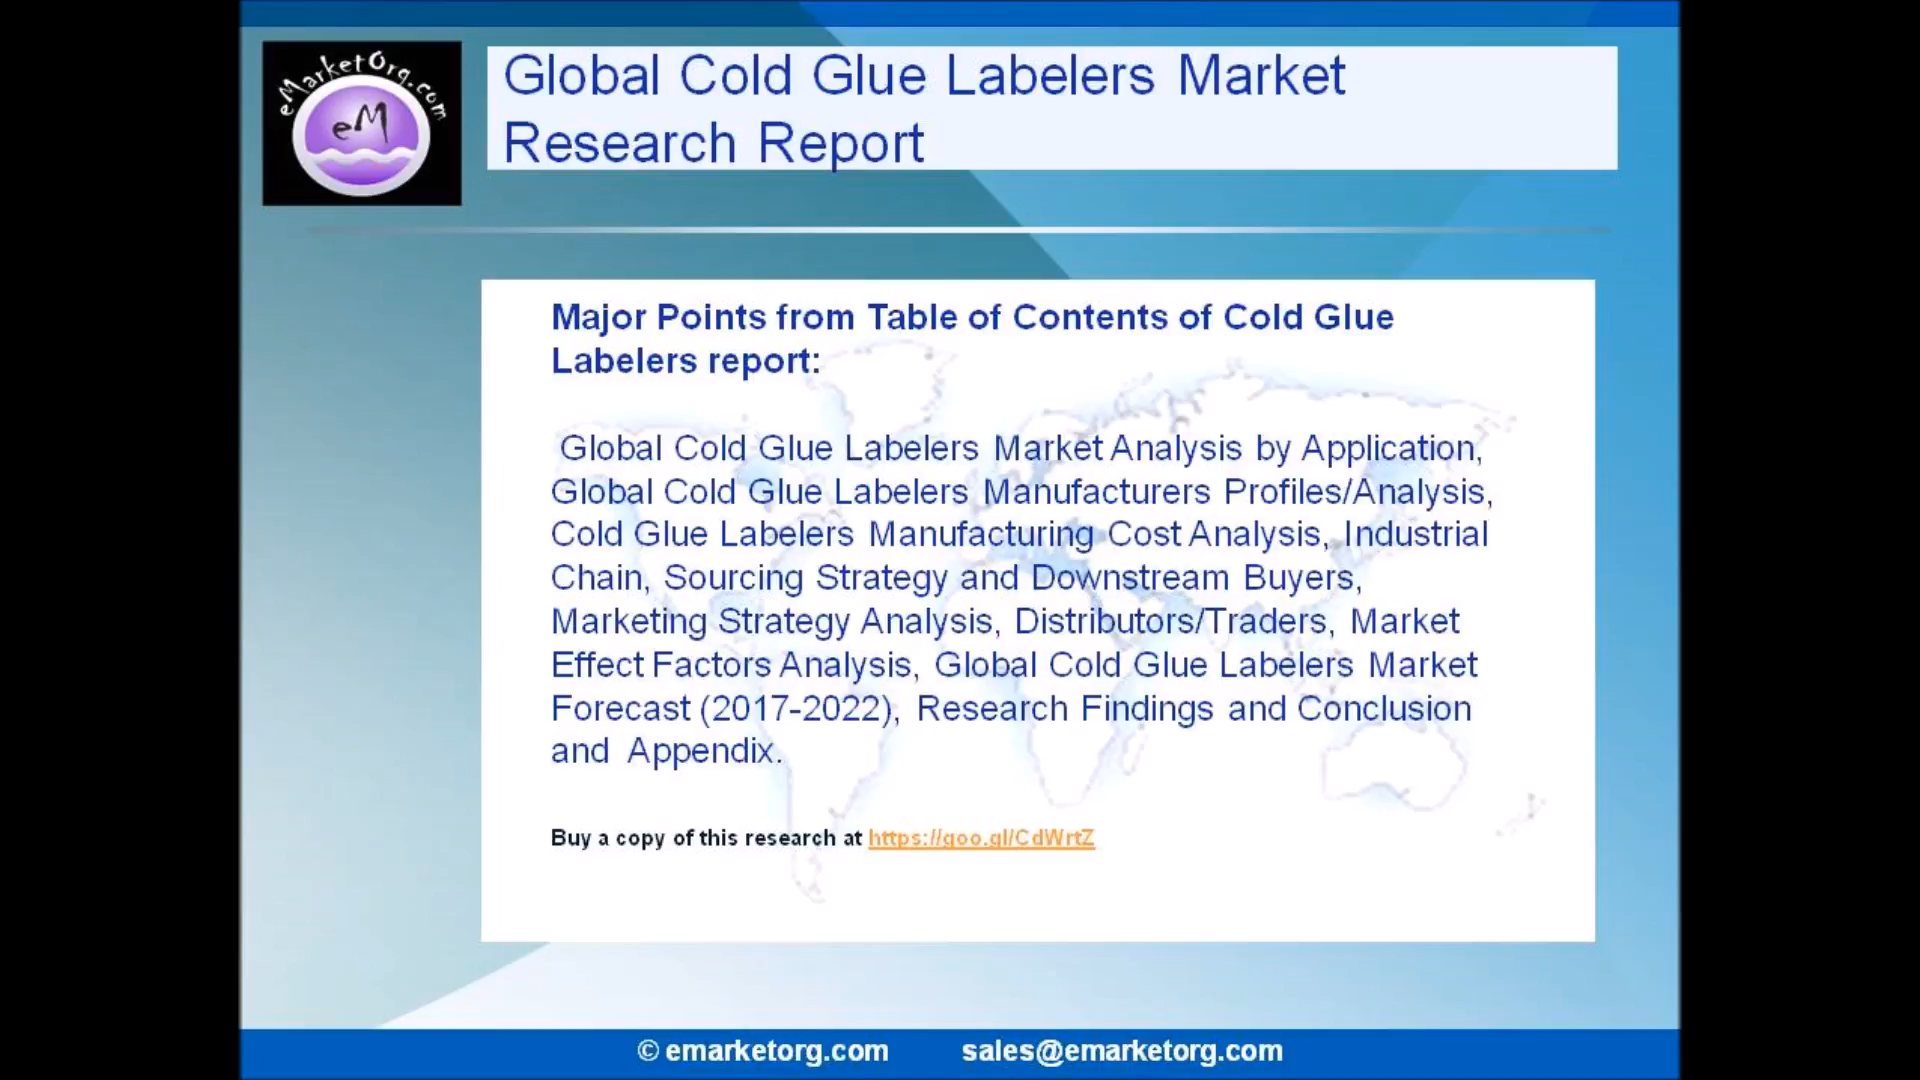 eMarketOrg.com
eM
Global Cold Glue Labelers Market
Research Report
Major Points from Table of Contents of Cold Glue
Labelers report:
Global Cold Glue Labelers Market Analysis by Application,
Global Cold Glue Labelers Manufacturers Profiles/Analysis,
Cold Glue Labelers Manufacturing Cost Analysis, Industrial
Chain, Sourcing Strategy and Downstream Buyers,
Marketing Strategy Analysis, Distributors/Traders, Market
Effect Factors Analysis, Global Cold Glue Labelers Market
Forecast (2017-2022), Research Findings and Conclusion
and Appendix.
Buy a copy of this research at https://goo.gl/CdWrtZ
© emarketorg.com sales@emarketorg.com